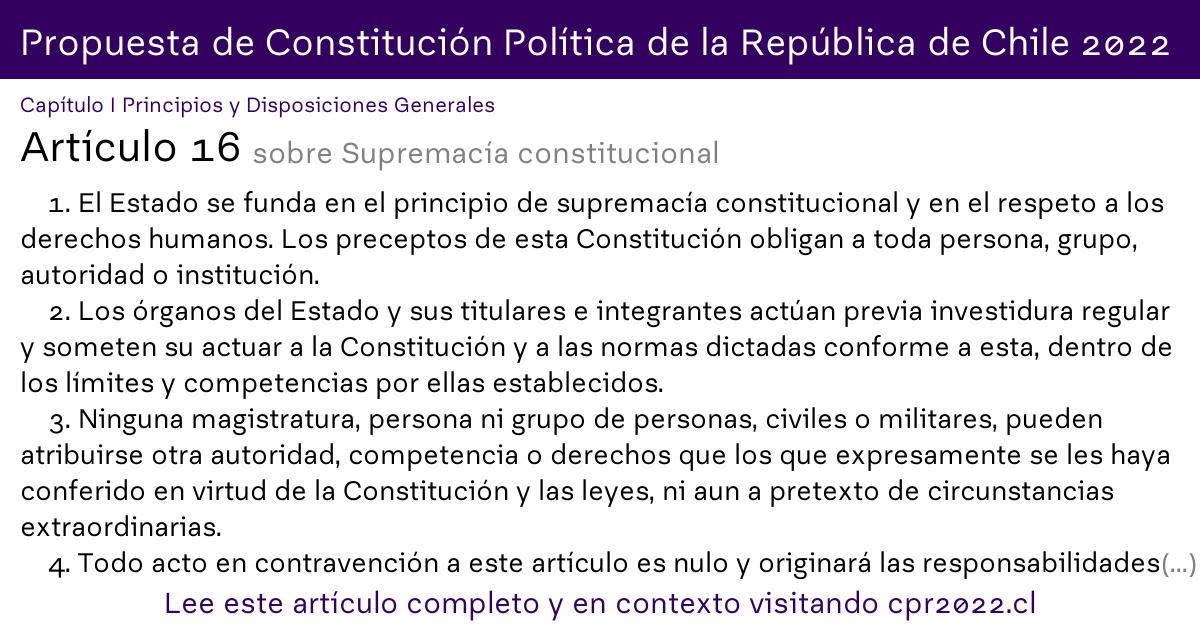 Propuesta de Constitución Política de la República de Chile 2022
Capítulo I Principios y Disposiciones Generales
Artículo 16 sobre Supremacía constitucional
1. El Estado se funda en el principio de supremacía constitucional y en el respeto a los
derechos humanos. Los preceptos de esta Constitución obligan a toda persona, grupo,
autoridad o institución.
2. Los órganos del Estado y sus titulares e integrantes actúan previa investidura regular
y someten su actuar a la Constitución y a las normas dictadas conforme a esta, dentro de
los límites y competencias por ellas establecidos.
3. Ninguna magistratura, persona ni grupo de personas, civiles o militares, pueden
atribuirse otra autoridad, competencia o derechos que los que expresamente se les haya
conferido en virtud de la Constitución y las leyes, ni aun a pretexto de circunstancias
extraordinarias.
4. Todo acto en contravención a este artículo es nulo y originará las responsabilidades(...)
Lee este artículo completo y en contexto visitando cpr2022.cl